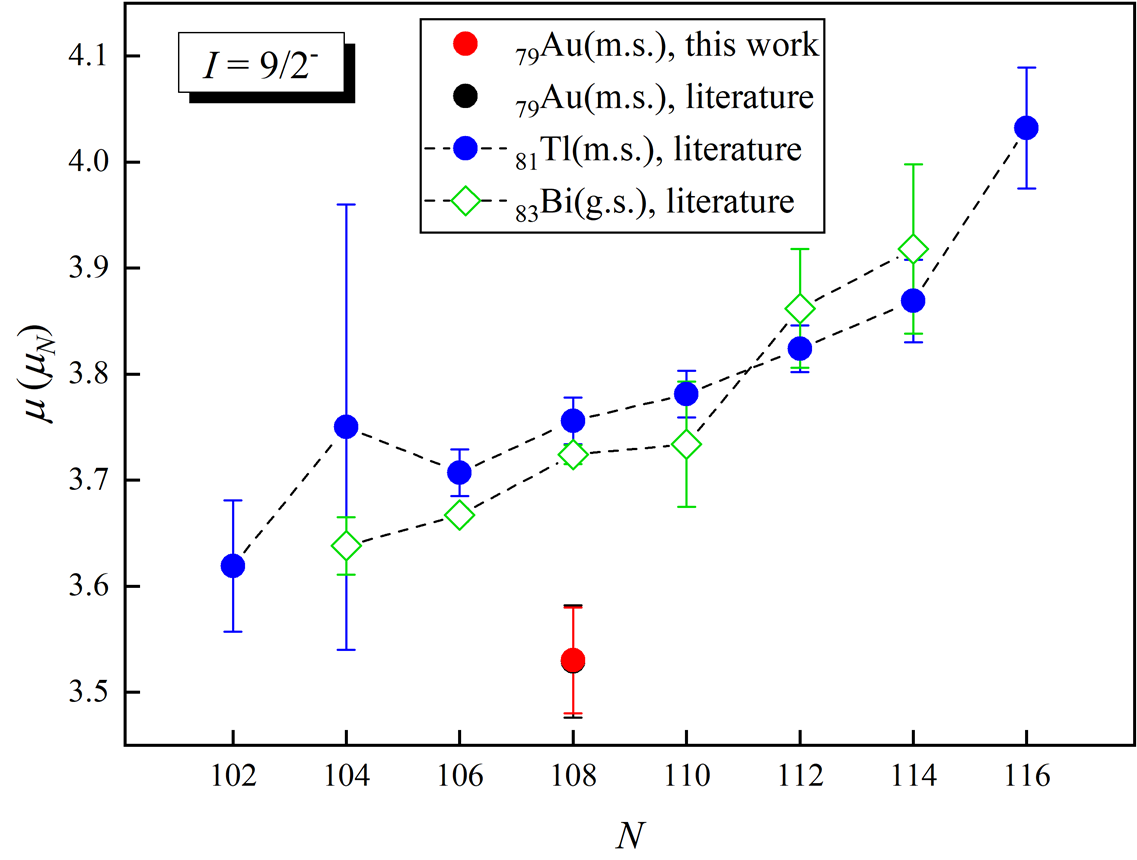 I = 9/2⁻
₇₉Au(m.s.), this work
₇₉Au(m.s.), literature
₈₁Tl(m.s.), literature
₈₃Bi(g.s.), literature
4.1
4.0
3.9
3.8
3.7
3.6
3.5
μ (μN)
102 104 106 108 110 112 114 116
N